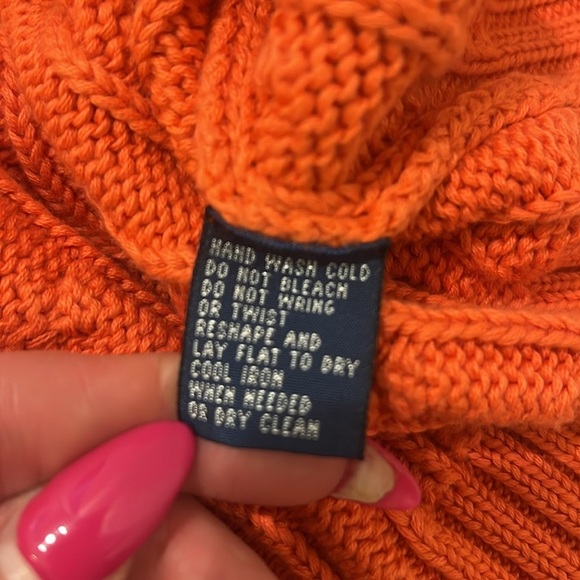 HAND WASH COLD
DO NOT BLEACH
DO NOT WRING
OR TWIST
RESHAPE AND
LAY FLAT TO DRY
COOL IRON
WHEN NEEDED
OR DRY CLEAN